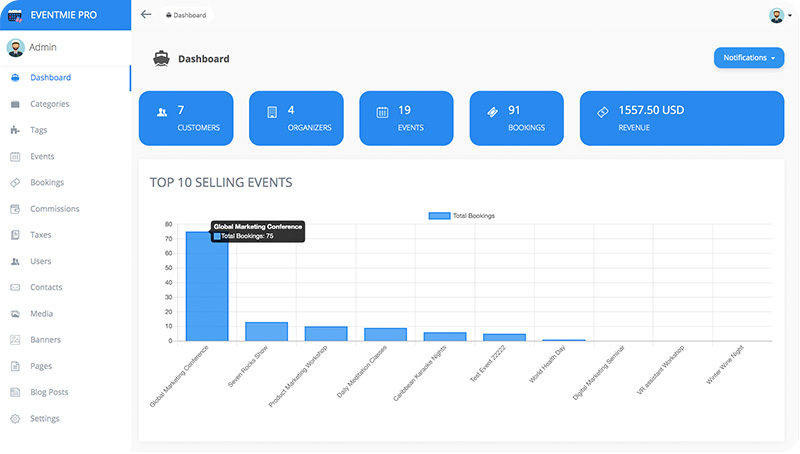 EVENTMIE PRO
Dashboard
Admin
Dashboard
Categories
Tags
Events
Bookings
Commissions
Taxes
Users
Contacts
Media
Banners
Pages
Blog Posts
Settings
Dashboard
Notifications
7
CUSTOMERS
4
ORGANIZERS
19
EVENTS
91
BOOKINGS
1557.50 USD
REVENUE
TOP 10 SELLING EVENTS
Total Bookings
Global Marketing Conference
Total Bookings: 75
80
70
60
50
40
30
20
10
0
Global Marketing Conference
Seven Rocks Show
Product Marketing Workshop
Daily Meditation Classes
Caribbean Karaoke Nights
Test Event 22222
World Health Day
Digital Marketing Seminar
VR assistant Workshop
Winter Wine Night